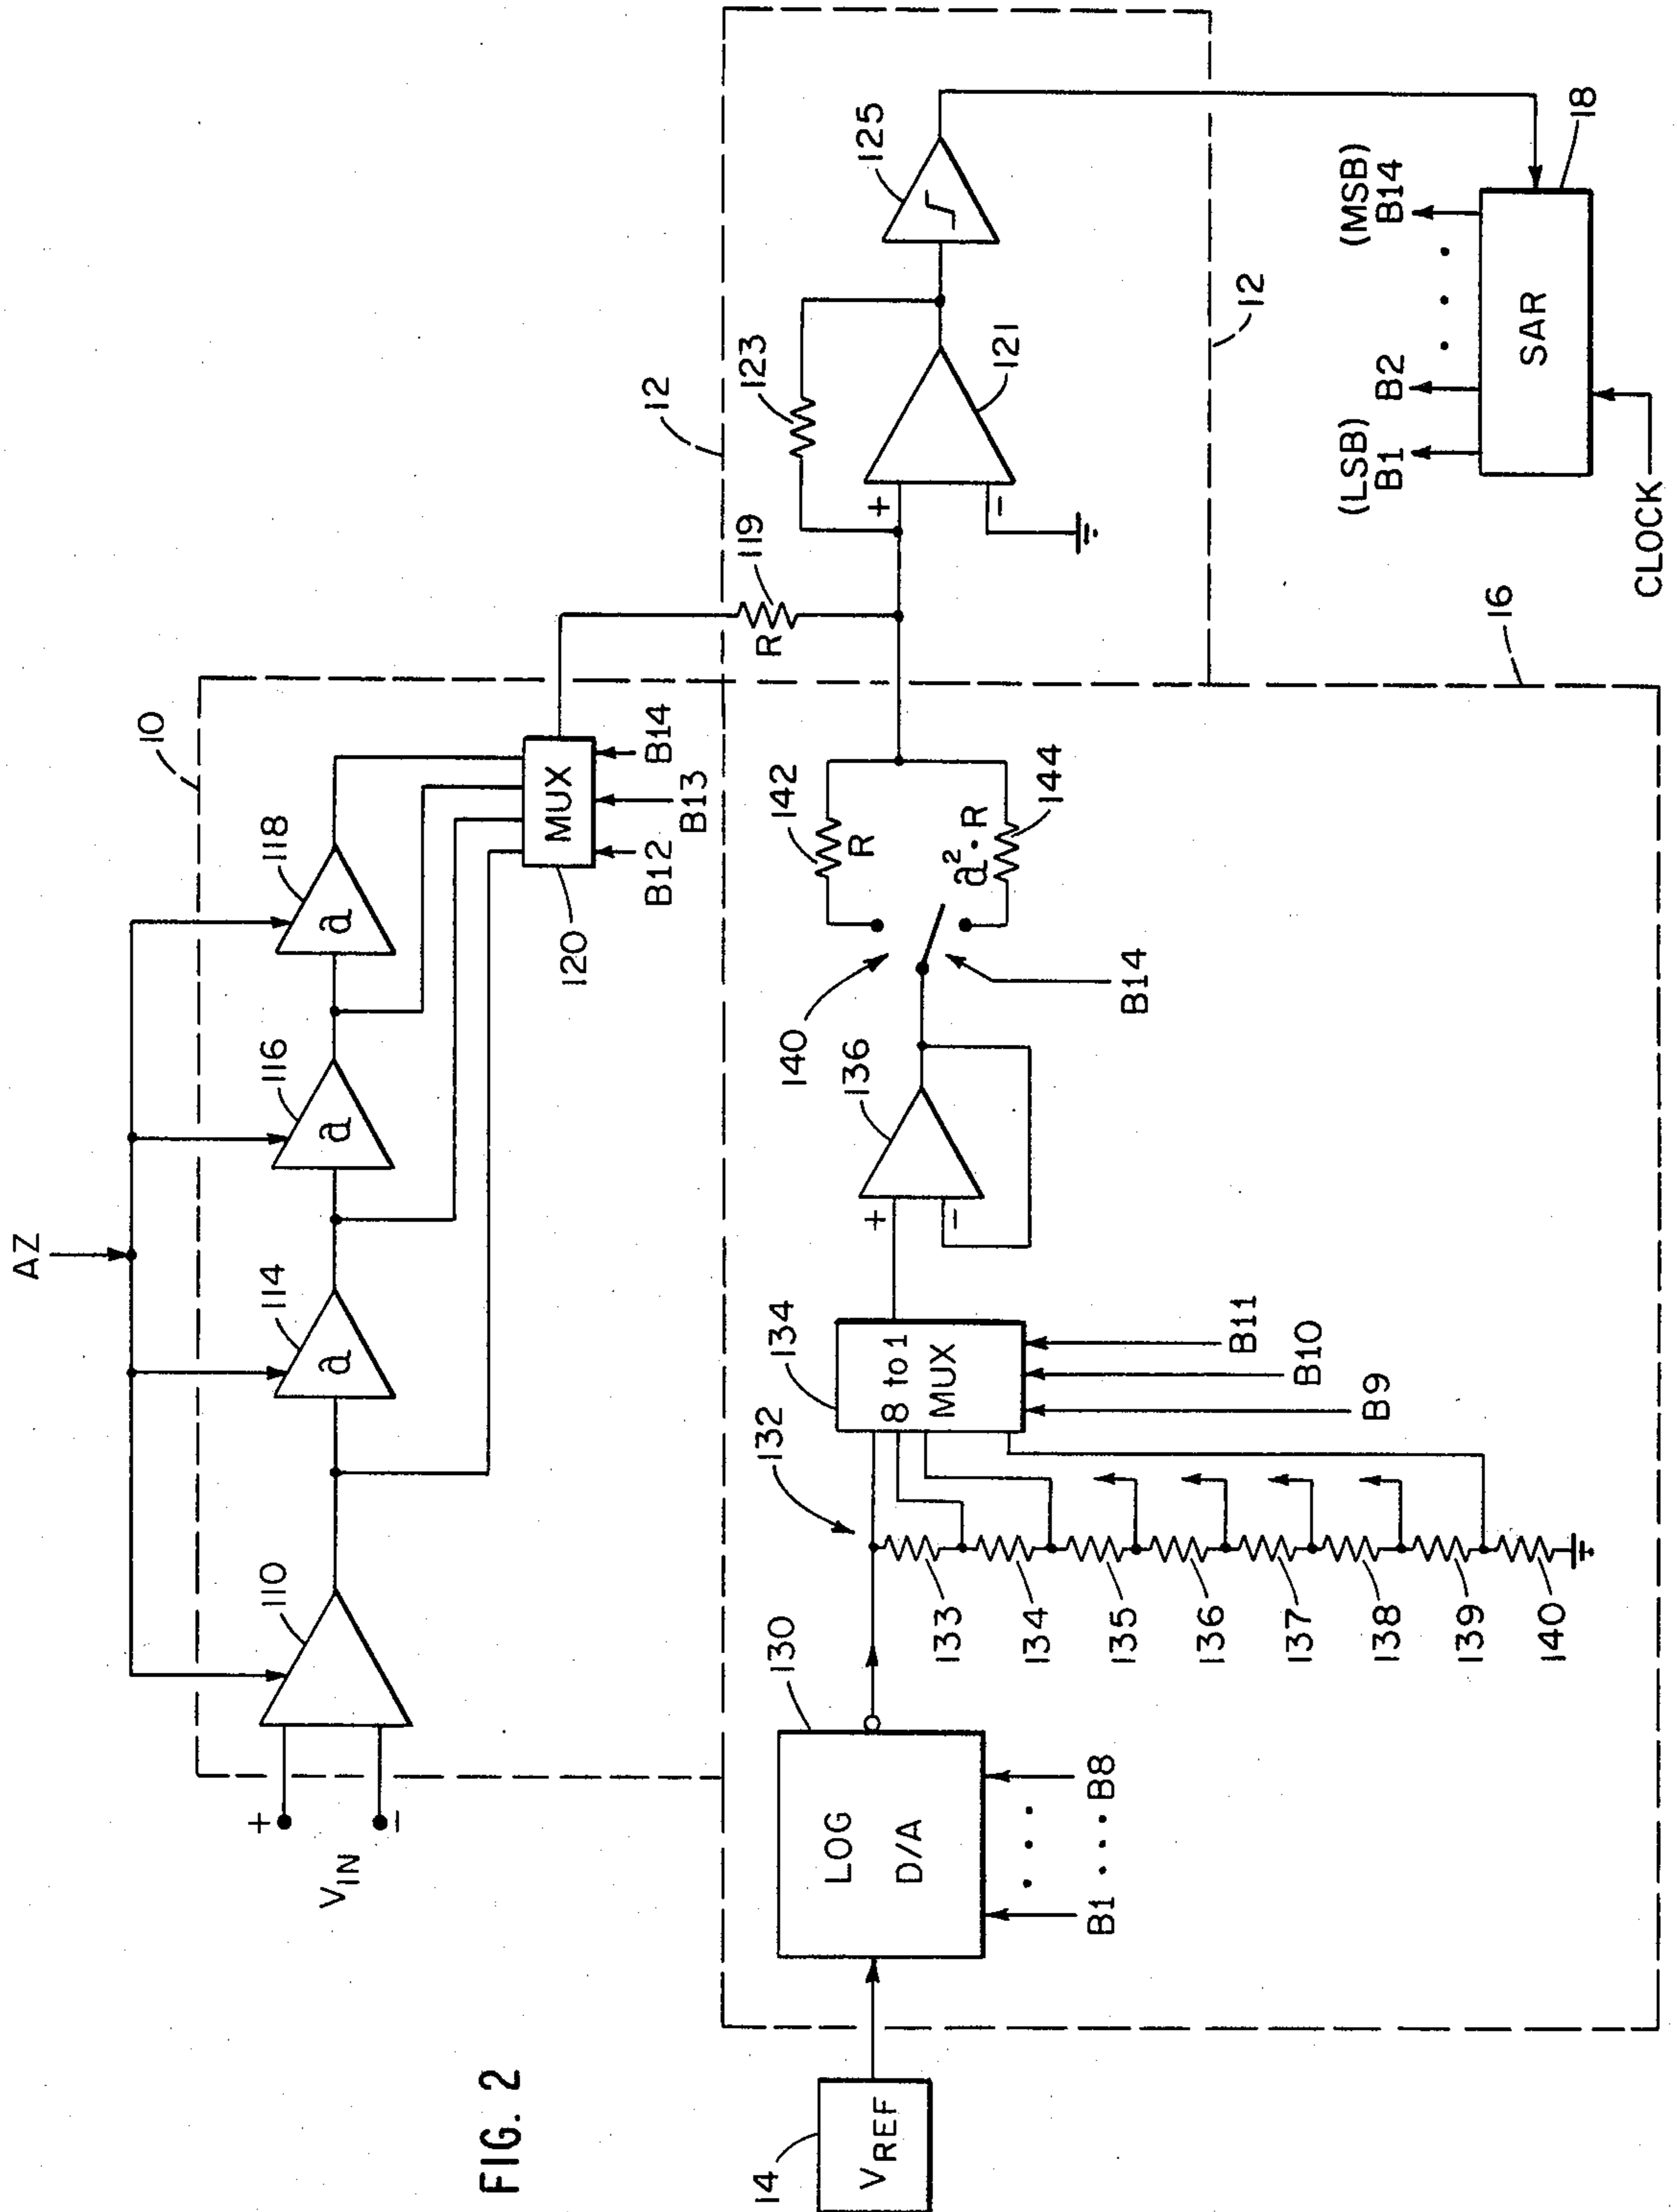 FIG. 2
AZ
10
110
114
116
118
a
a
a
+
-
VIN
MUX
120
B12
B13
B14
119
R
12
123
125
+
-
121
12
14
VREF
130
LOG
D/A
B1 . . . . B8
132
134
8 to 1
MUX
B9
B10
B11
133
134
135
136
137
138
139
140
136
+
-
140
B14
142
R
a²·R
144
16
(LSB)
B1
B2
(MSB)
B14
SAR
18
CLOCK